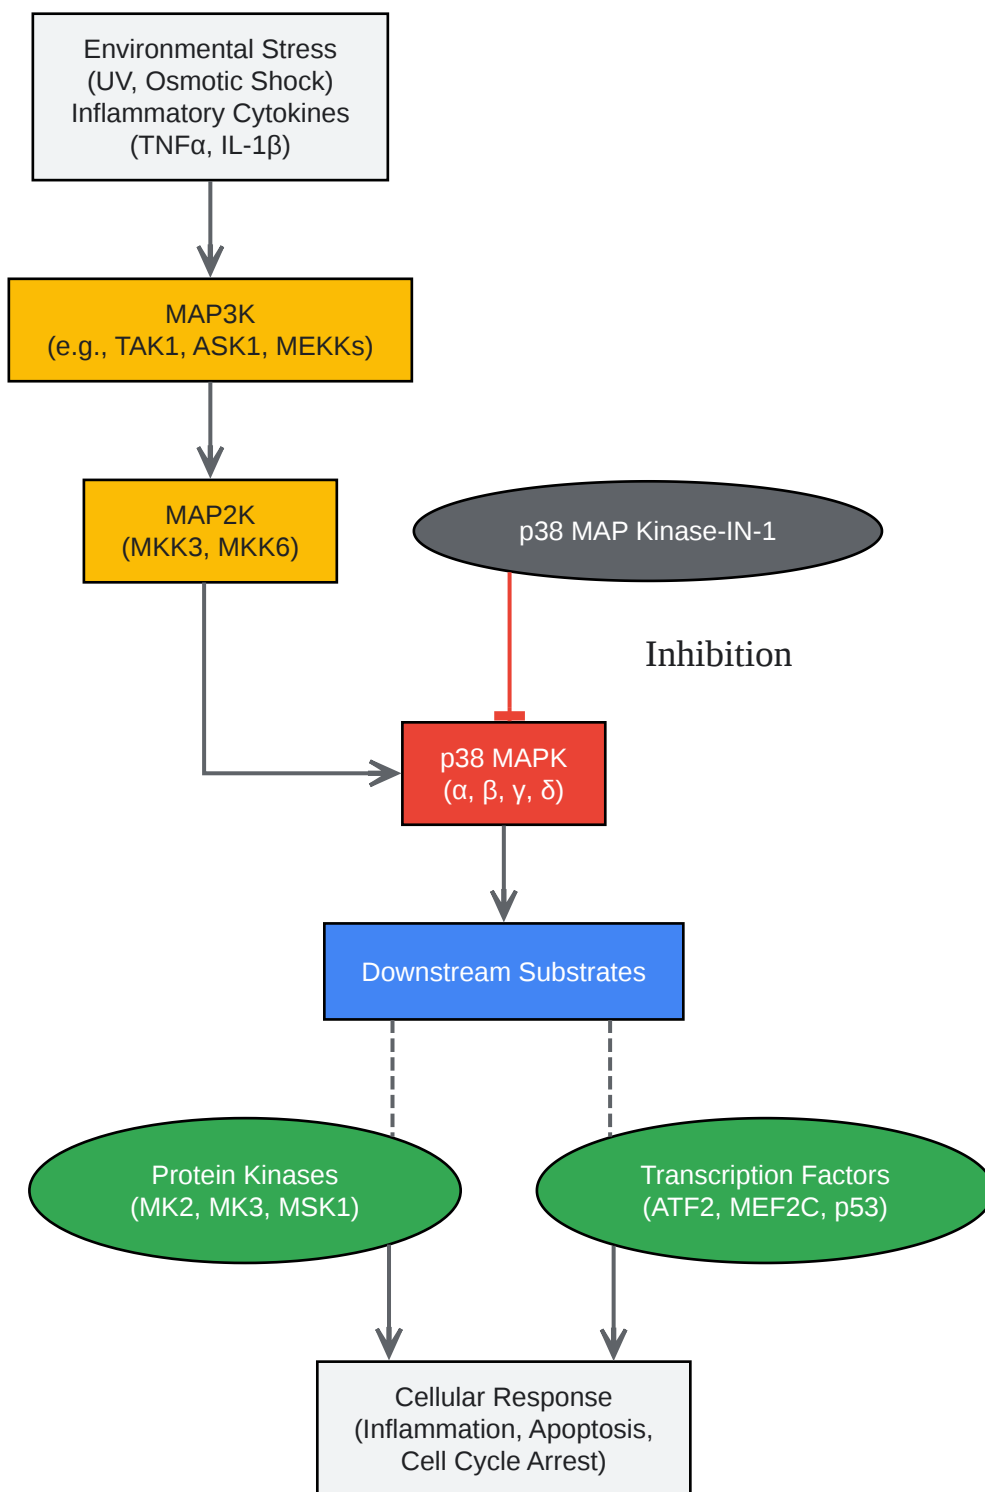 Environmental Stress
(UV, Osmotic Shock)
Inflammatory Cytokines
(TNFα, IL-1β)
MAP3K
(e.g., TAK1, ASK1, MEKKs)
MAP2K
(MKK3, MKK6)
p38 MAP Kinase-IN-1
Inhibition
p38 MAPK
(α, β, γ, δ)
Downstream Substrates
Protein Kinases
(MK2, MK3, MSK1)
Transcription Factors
(ATF2, MEF2C, p53)
Cellular Response
(Inflammation, Apoptosis,
Cell Cycle Arrest)